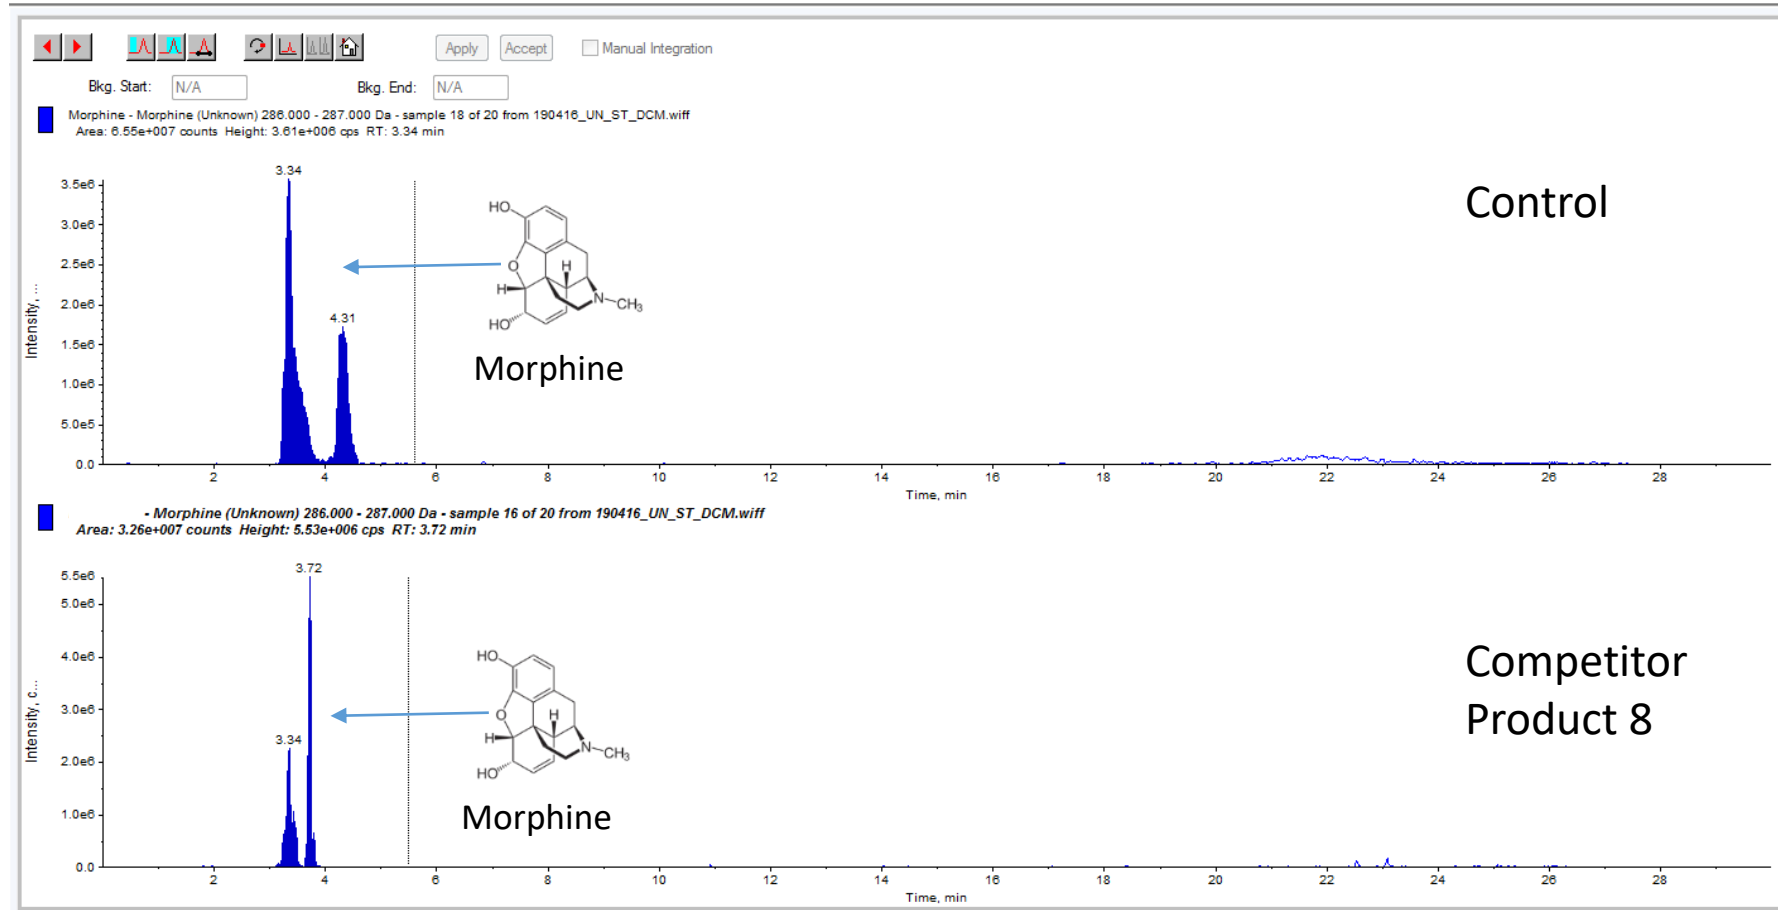 Apply Accept Manual Integration
Bkg. Start: N/A Bkg. End: N/A
Morphine - Morphine (Unknown) 286.000 - 287.000 Da - sample 18 of 20 from 190416_UN_ST_DCM.wiff
Area: 6.55e+007 counts Height: 3.61e+006 cps RT: 3.34 min
Control
3.34
4.31
3.5e6
3.0e6
2.5e6
2.0e6
1.5e6
1.0e6
5.0e5
0.0
Intensity, ...
HO
O
H
H
N
CH3
HO
Morphine
2 4 6 8 10 12 14 16 18 20 22 24 26 28
Time, min
- Morphine (Unknown) 286.000 - 287.000 Da - sample 16 of 20 from 190416_UN_ST_DCM.wiff
Area: 3.26e+007 counts Height: 5.53e+006 cps RT: 3.72 min
3.72
3.34
5.5e6
5.0e6
4.0e6
3.0e6
2.0e6
1.0e6
0.0
Intensity, c...
HO
O
H
H
N
CH3
HO
Morphine
Competitor
Product 8
2 4 6 8 10 12 14 16 18 20 22 24 26 28
Time, min